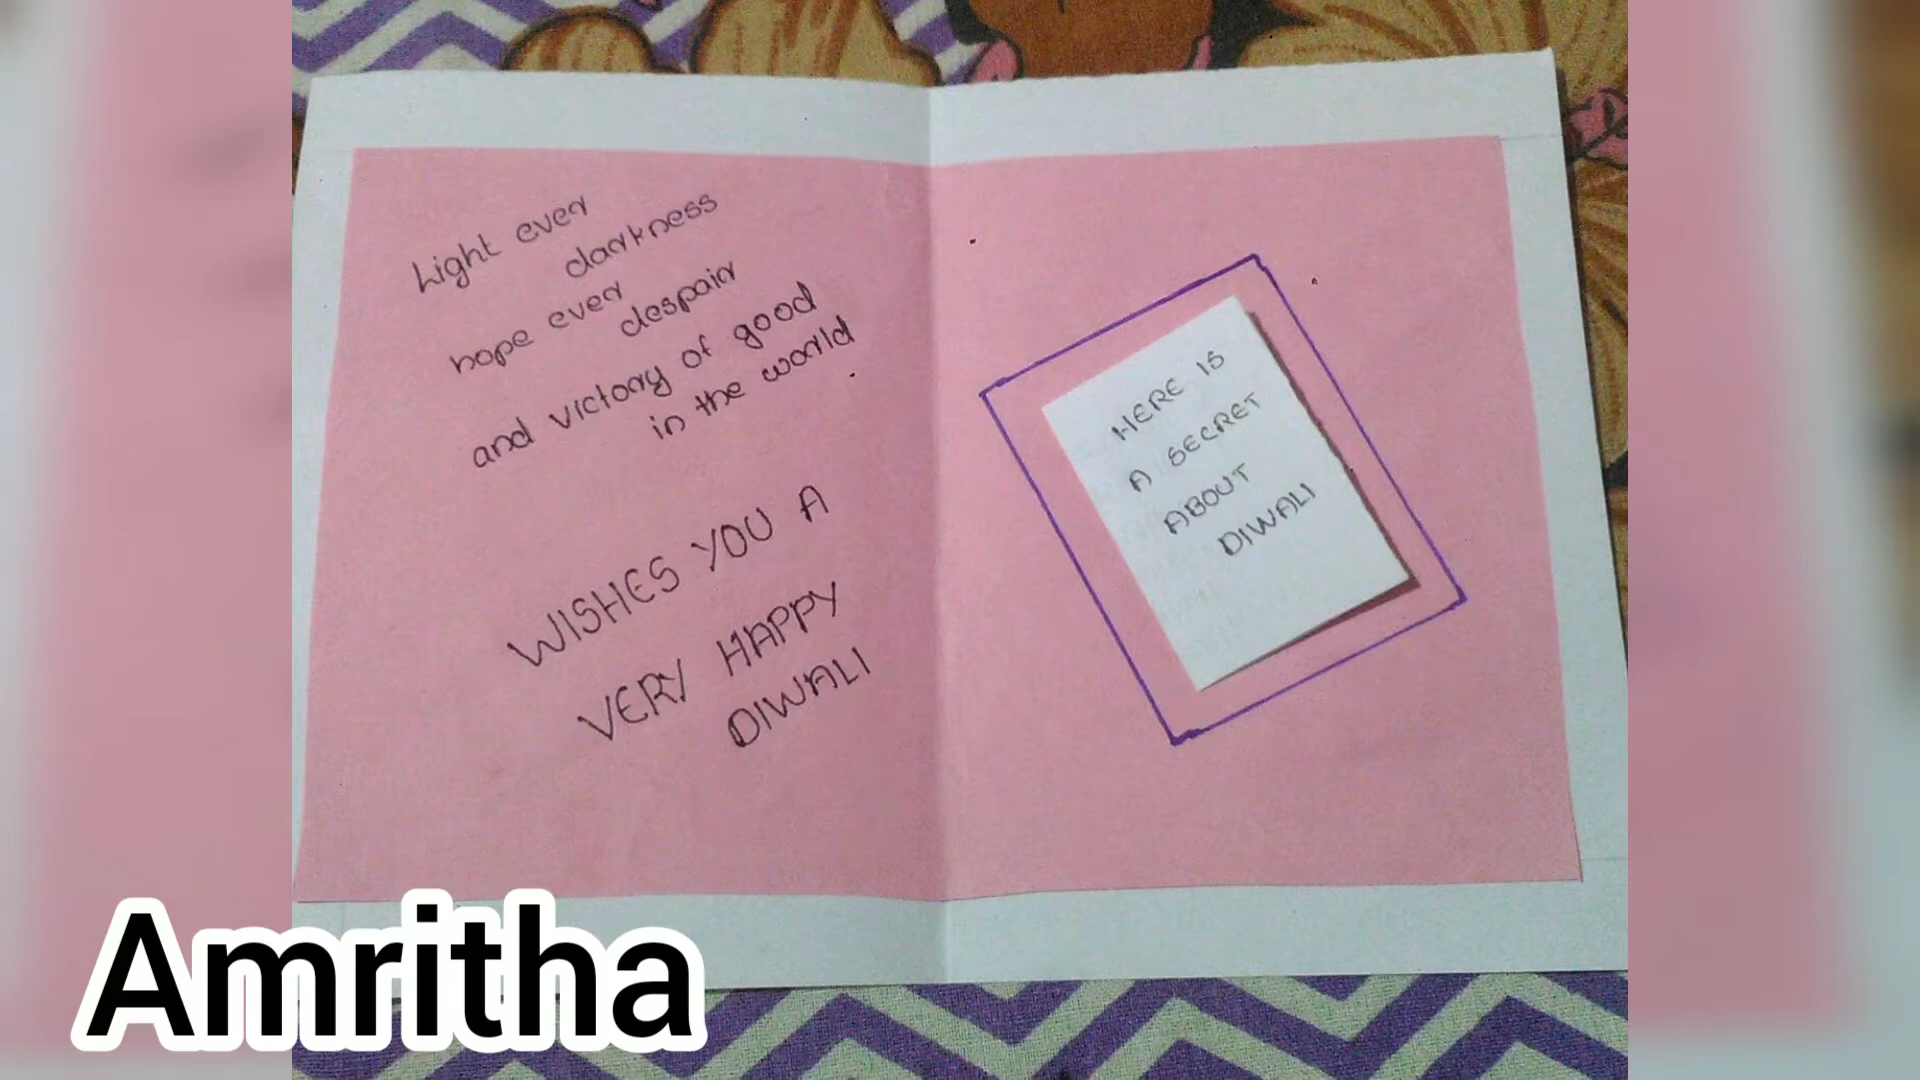 Light ever
darkness
hope ever
despair
and victory of good
in the world
WISHES YOU A
VERY HAPPY
DIWALI
HERE IS
A SECRET
ABOUT
DIWALI
Amritha